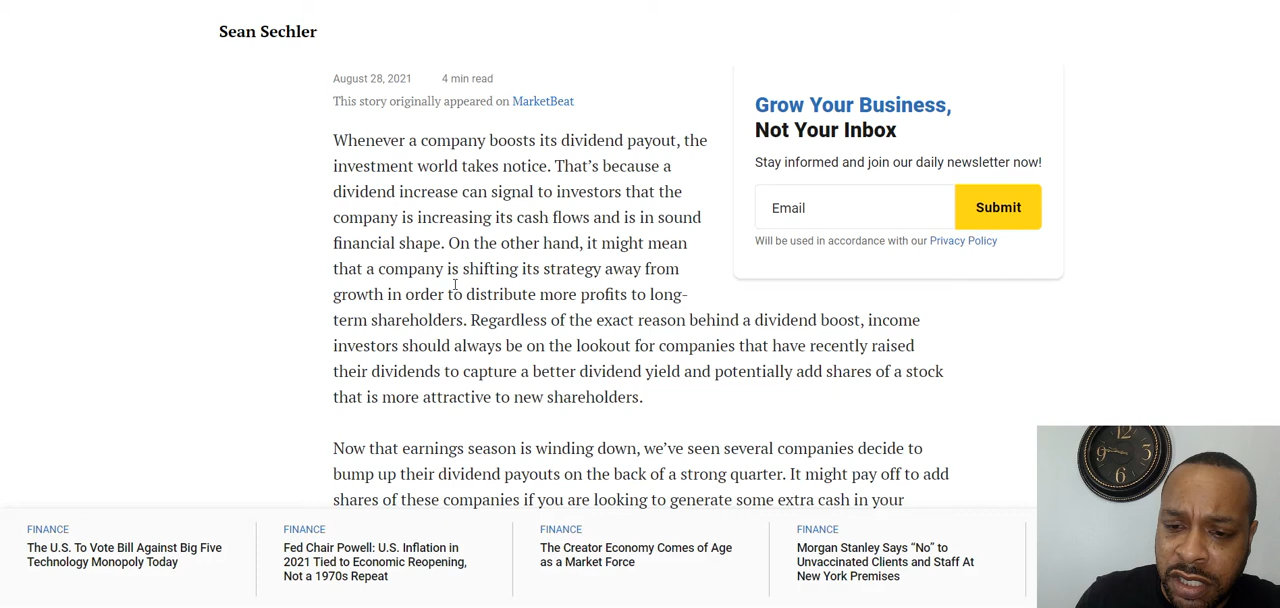 Sean Sechler
August 28, 2021 4 min read
This story originally appeared on MarketBeat
Whenever a company boosts its dividend payout, the
investment world takes notice. That’s because a
dividend increase can signal to investors that the
company is increasing its cash flows and is in sound
financial shape. On the other hand, it might mean
that a company is shifting its strategy away from
growth in order to distribute more profits to long-
term shareholders. Regardless of the exact reason behind a dividend boost, income
investors should always be on the lookout for companies that have recently raised
their dividends to capture a better dividend yield and potentially add shares of a stock
that is more attractive to new shareholders.
Now that earnings season is winding down, we’ve seen several companies decide to
bump up their dividend payouts on the back of a strong quarter. It might pay off to add
shares of these companies if you are looking to generate some extra cash in your
Grow Your Business,
Not Your Inbox
Stay informed and join our daily newsletter now!
Email
Submit
Will be used in accordance with our Privacy Policy
FINANCE
The U.S. To Vote Bill Against Big Five
Technology Monopoly Today
FINANCE
Fed Chair Powell: U.S. Inflation in
2021 Tied to Economic Reopening,
Not a 1970s Repeat
FINANCE
The Creator Economy Comes of Age
as a Market Force
FINANCE
Morgan Stanley Says “No” to
Unvaccinated Clients and Staff At
New York Premises
12
9
3
6